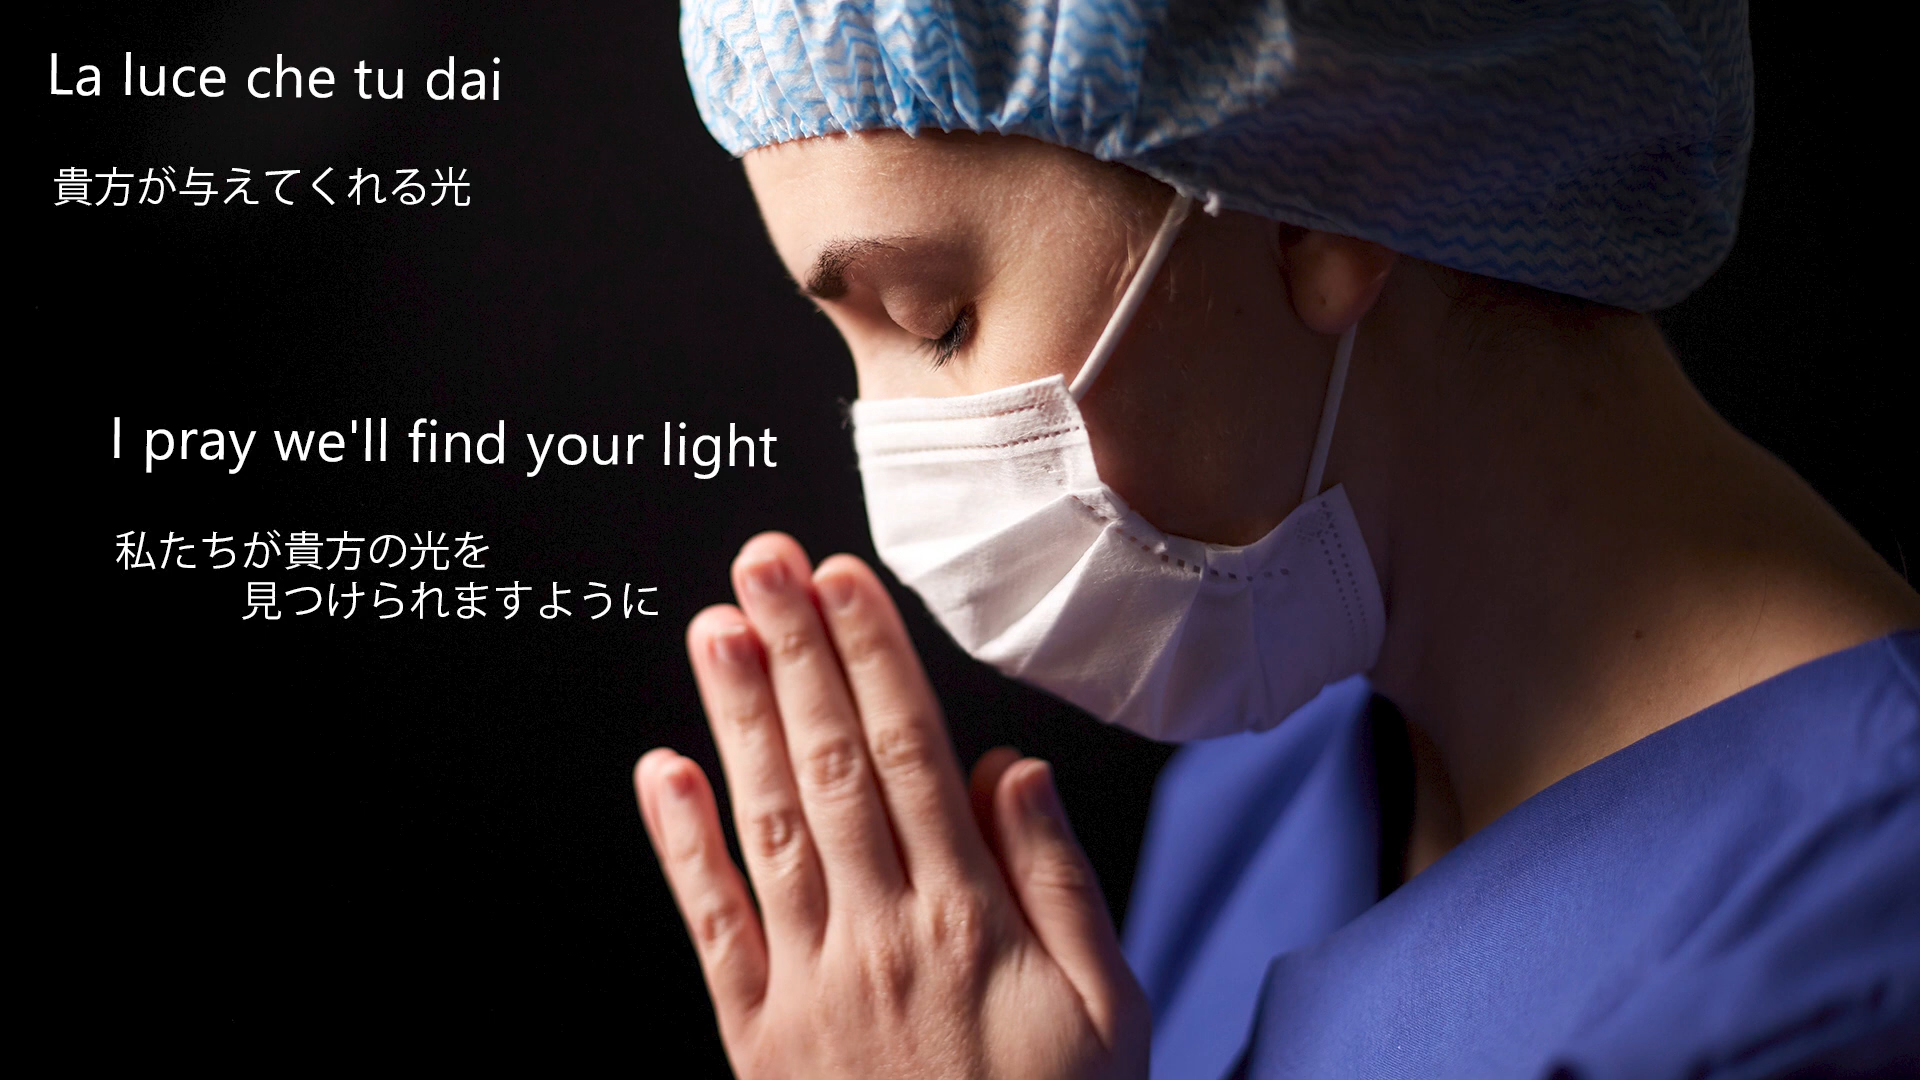 La luce che tu dai
貴方が与えてくれる光
I pray we'll find your light
私たちが貴方の光を
見つけられますように